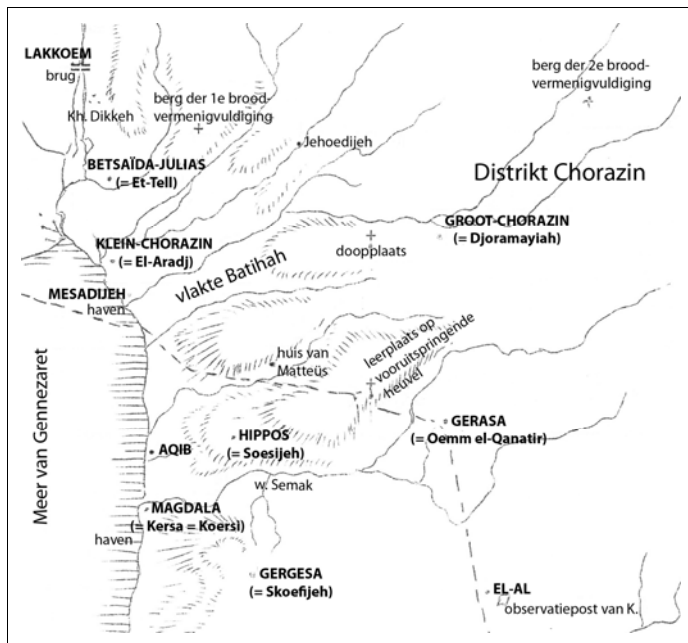 LAKKOEM
brug
Kh. Dikkeh
berg der 1e brood-
vermenigvuldiging
berg der 2e brood-
vermenigvuldiging
Jehoedijeh
BETSAÏDA-JULIAS
(= Et-Tell)
Distrikt Chorazin
GROOT-CHORAZIN
(= Djoramayiah)
KLEIN-CHORAZIN
(= El-Aradj)
doopplaats
vlakte Batihah
MESADIJEH
haven
huis van
Matteüs
leerplaats op
vooruitspringende
heuvel
GERASA
(= Oemm el-Qanatir)
HIPPOS
(= Soesijeh)
AQIB
w. Semak
Meer van Gennezaret
MAGDALA
(= Kersa = Koersi)
haven
GERGESA
(= Skoefijeh)
EL-AL
observatiepost van K.